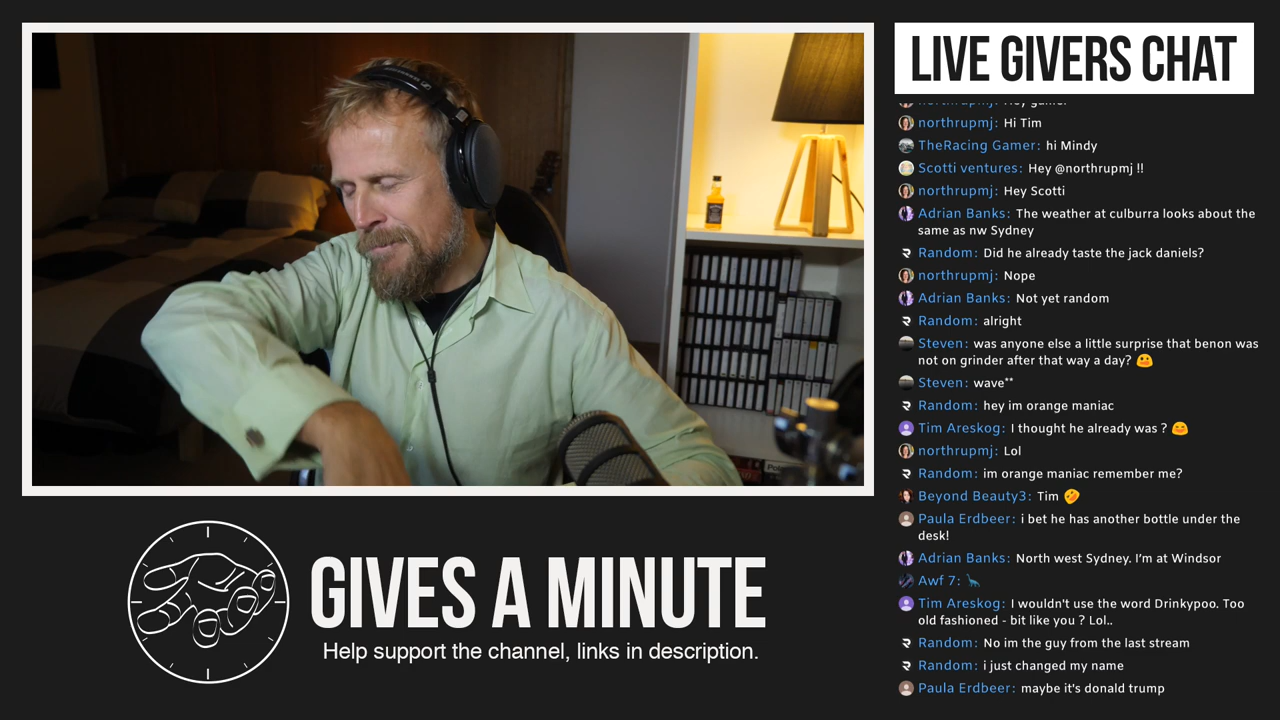 LIVE GIVERS CHAT
northrupmj: Hey gamer
northrupmj: Hi Tim
TheRacing Gamer: hi Mindy
Scotti ventures: Hey @northrupmj !!
northrupmj: Hey Scotti
Adrian Banks: The weather at culburra looks about the
same as nw Sydney
Random: Did he already taste the jack daniels?
northrupmj: Nope
Adrian Banks: Not yet random
Random: alright
Steven: was anyone else a little surprise that benon was
not on grinder after that way a day? 😕
Steven: wave**
Random: hey im orange maniac
Tim Areskog: I thought he already was ? 😊
northrupmj: Lol
Random: im orange maniac remember me?
Beyond Beauty3: Tim 🤣
Paula Erdbeer: i bet he has another bottle under the
desk!
Adrian Banks: North west Sydney. I'm at Windsor
Awf 7: 🦕
Tim Areskog: I wouldn't use the word Drinkypoo. Too
old fashioned - bit like you ? Lol..
Random: No im the guy from the last stream
Random: i just changed my name
Paula Erdbeer: maybe it's donald trump
GIVES A MINUTE
Help support the channel, links in description.